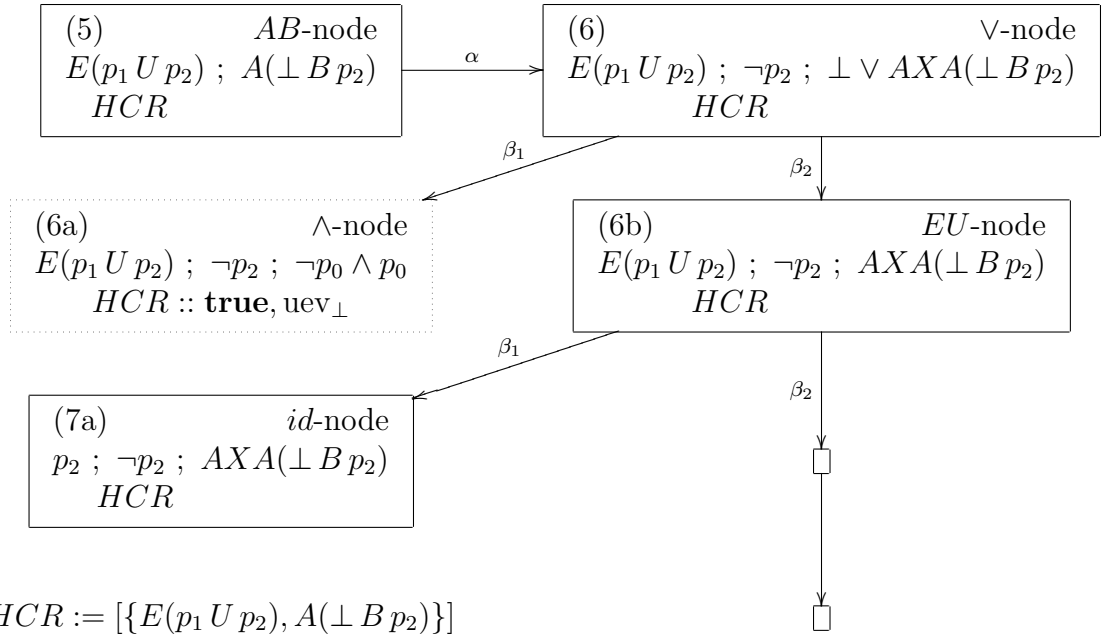 (5) AB-node
E(p₁ U p₂) ; A(⊥ B p₂)
HCR
α
(6) ∨-node
E(p₁ U p₂) ; ¬p₂ ; ⊥ ∨ AXA(⊥ B p₂)
HCR
β₁
β₂
(6a) ∧-node
E(p₁ U p₂) ; ¬p₂ ; ¬p₀ ∧ p₀
HCR :: true, uev⊥
(6b) EU-node
E(p₁ U p₂) ; ¬p₂ ; AXA(⊥ B p₂)
HCR
β₁
β₂
(7a) id-node
p₂ ; ¬p₂ ; AXA(⊥ B p₂)
HCR
HCR := [{E(p₁ U p₂), A(⊥ B p₂)}]